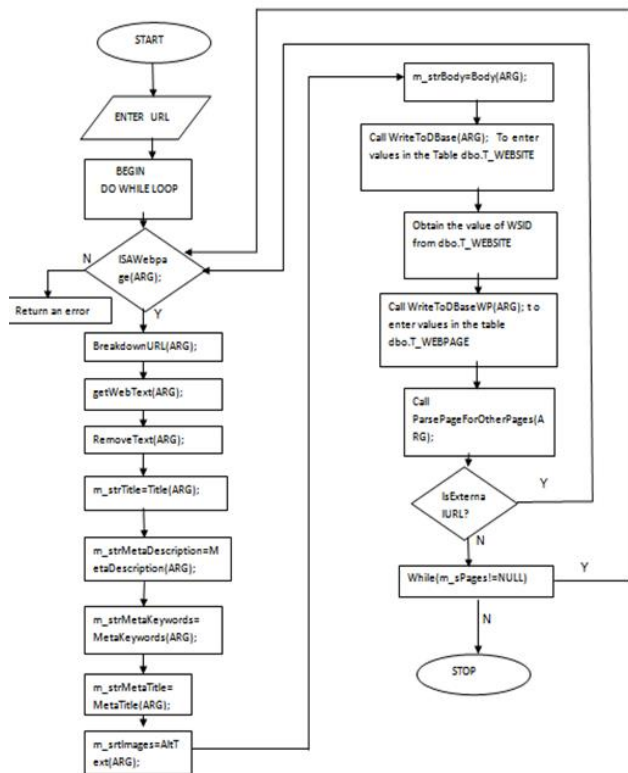 START
ENTER URL
BEGIN
DO WHILE LOOP
N
ISAWebpa
ge(ARG);
Return an error
Y
BreakdownURL(ARG);
getWebText(ARG);
RemoveText(ARG);
m_strTitle=Title(ARG);
m_strMetaDescription=M
etaDescription(ARG);
m_strMetaKeywords=
MetaKeywords(ARG);
m_strMetaTitle=
MetaTitle(ARG);
m_srtImages=AltT
ext(ARG);
m_strBody=Body(ARG);
Call WriteToDBase(ARG); To enter
values in the Table dbo.T_WEBSITE
Obtain the value of WSID
from dbo.T_WEBSITE
Call WriteToDBaseWP(ARG); to
enter values in the table
dbo.T_WEBPAGE
Call
ParsePageForOtherPages(A
RG);
IsExterna
lURL?
Y
N
While(m_sPages!=NULL)
Y
N
STOP